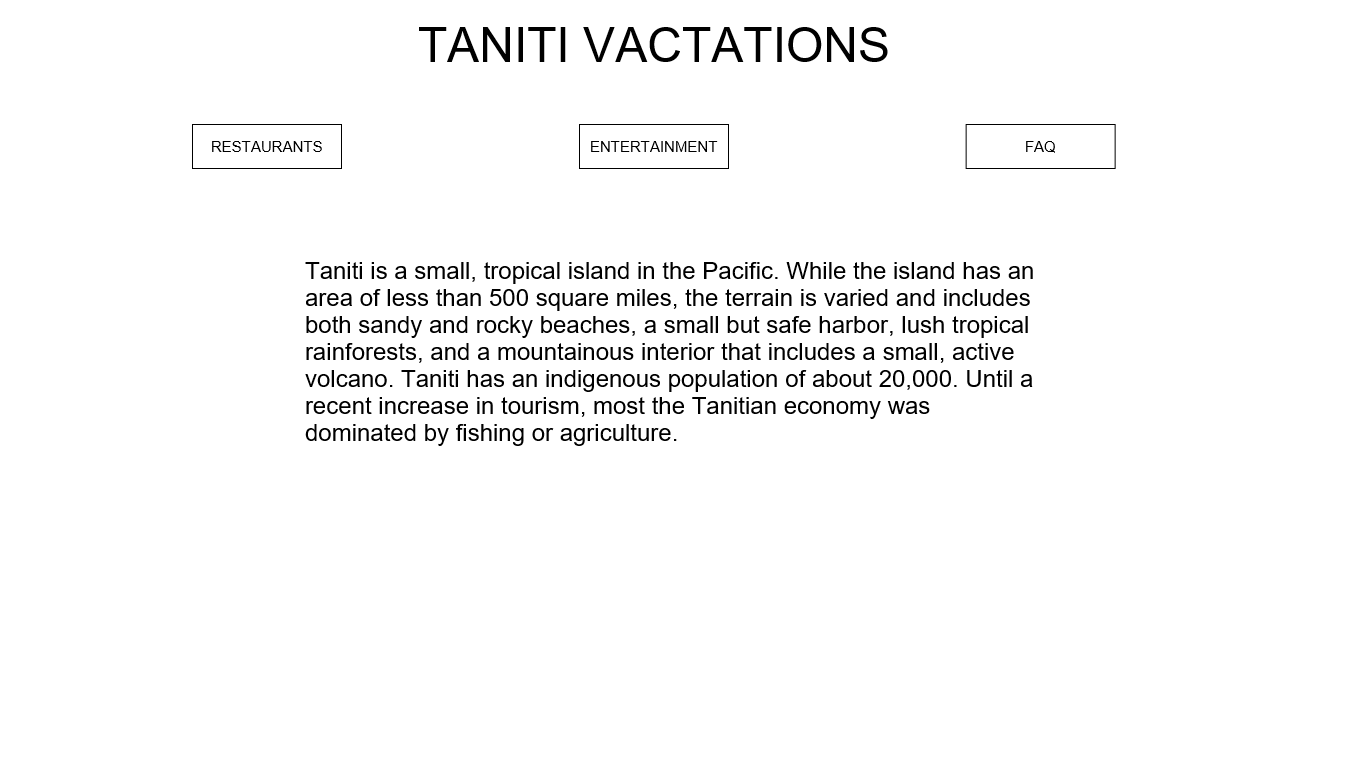 TANITI VACTATIONS
RESTAURANTS
ENTERTAINMENT
FAQ
Taniti is a small, tropical island in the Pacific. While the island has an
area of less than 500 square miles, the terrain is varied and includes
both sandy and rocky beaches, a small but safe harbor, lush tropical
rainforests, and a mountainous interior that includes a small, active
volcano. Taniti has an indigenous population of about 20,000. Until a
recent increase in tourism, most the Tanitian economy was
dominated by fishing or agriculture.